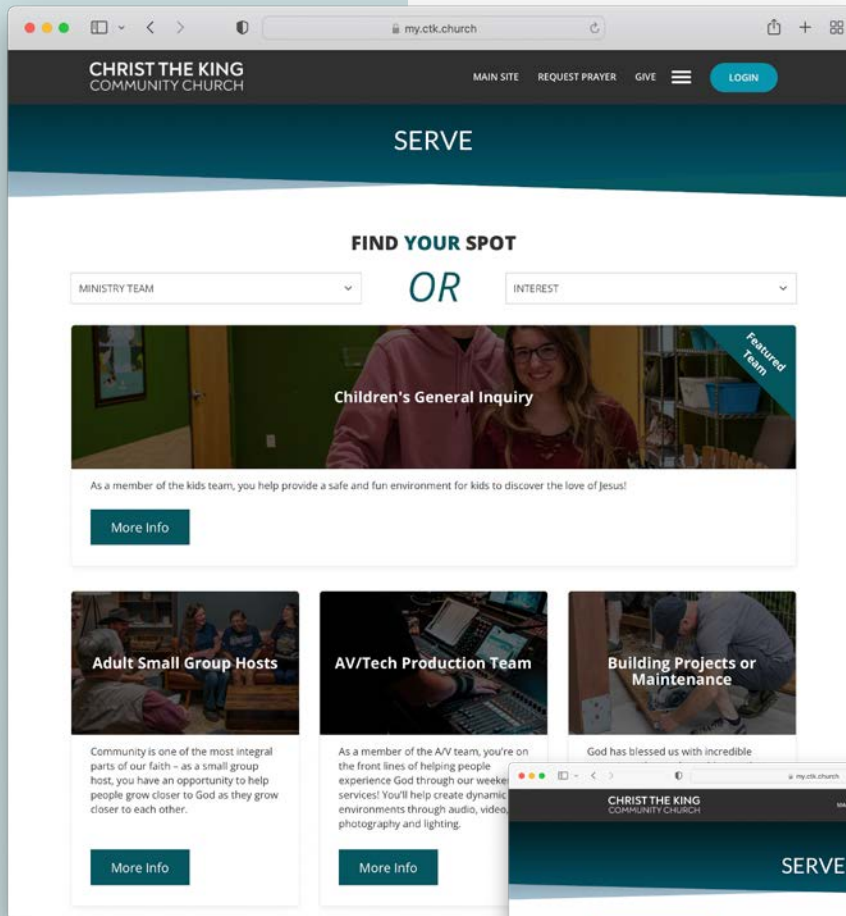 my.ctk.church
CHRIST THE KING
COMMUNITY CHURCH
MAIN SITE
REQUEST PRAYER
GIVE
LOGIN
SERVE
FIND YOUR SPOT
MINISTRY TEAM
OR
INTEREST
Featured
Team
Children's General Inquiry
As a member of the kids team, you help provide a safe and fun environment for kids to discover the love of Jesus!
More Info
Adult Small Group Hosts
Community is one of the most integral
parts of our faith – as a small group
host, you have an opportunity to help
people grow closer to God as they grow
closer to each other.
More Info
AV/Tech Production Team
As a member of the A/V team, you're on
the front lines of helping people
experience God through our
services! You'll help create dynamic
environments through audio, video,
photography and lighting.
More Info
Building Projects or
Maintenance
God has blessed us with incredible
my.ctk.church
CHRIST THE KING
COMMUNITY CHURCH
SERVE